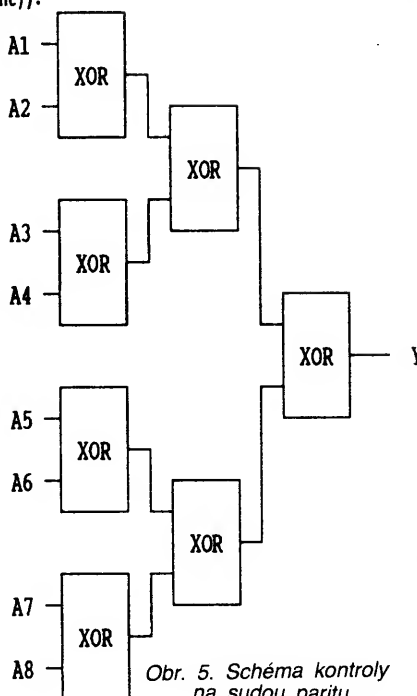 A1
XOR
A2
XOR
A3
XOR
A4
XOR
Y
A5
XOR
A6
XOR
A7
XOR
A8
Obr. 5. Schéma kontroly
na sudou paritu